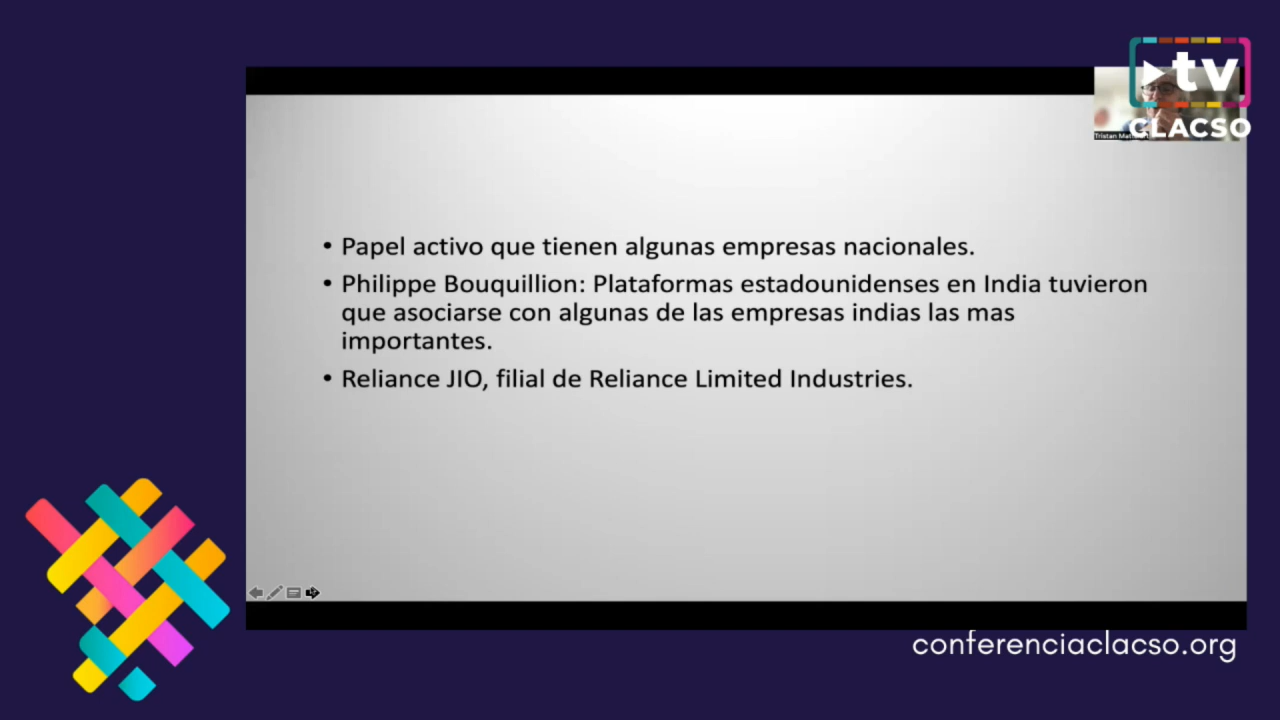 tv
CLACSO
Tristan
• Papel activo que tienen algunas empresas nacionales.
• Philippe Bouquillion: Plataformas estadounidenses en India tuvieron
que asociarse con algunas de las empresas indias las mas
importantes.
• Reliance JIO, filial de Reliance Limited Industries.
conferenciaclacso.org